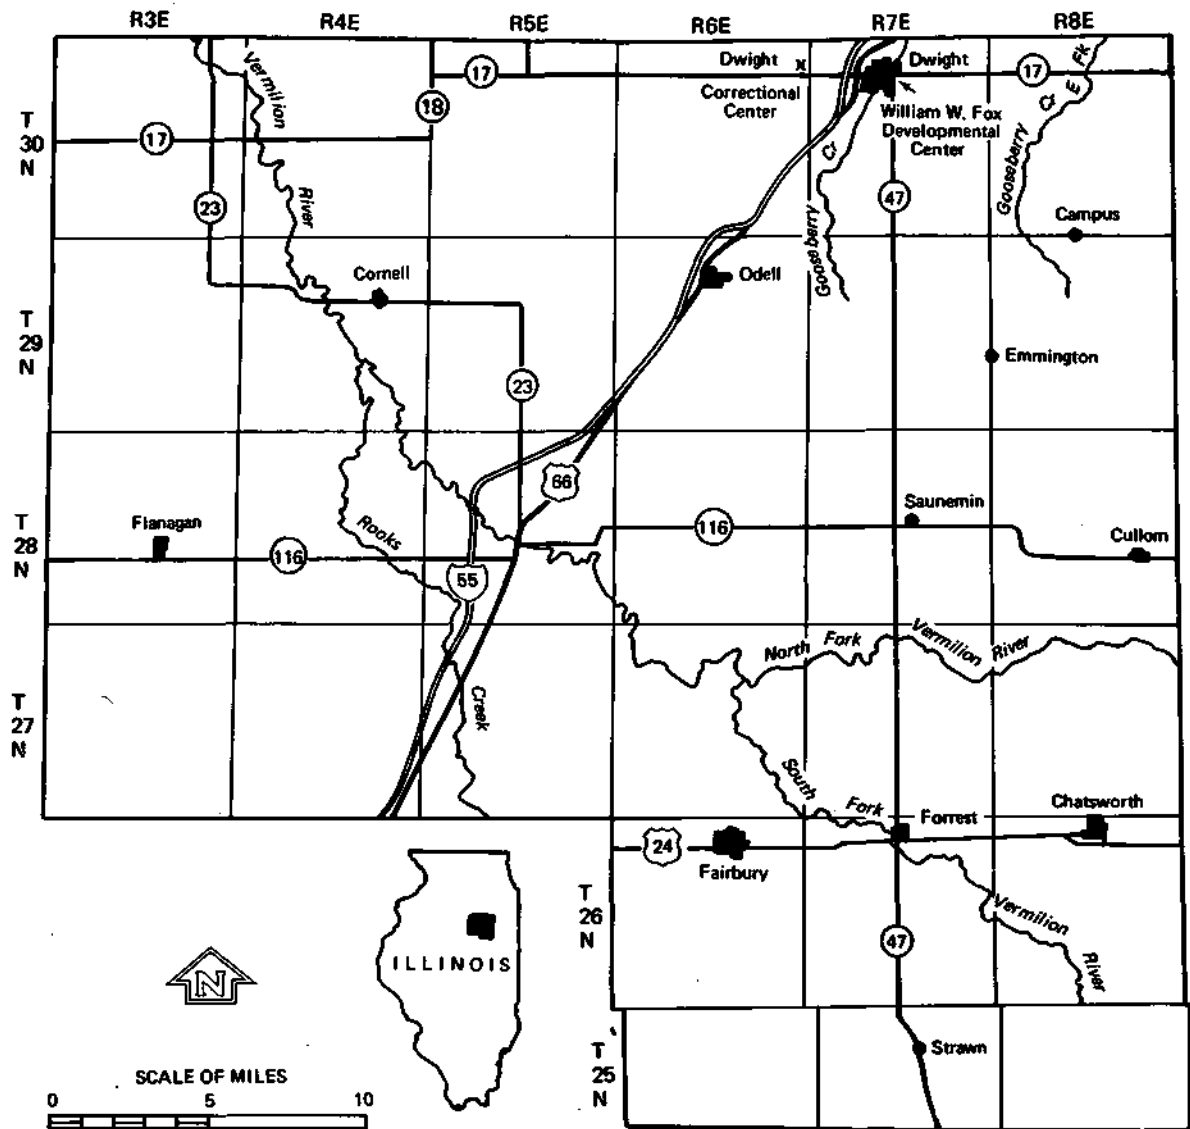 R3E R4E R5E R6E R7E R8E
T
30
N
Vermilion
River
17
18
17
23
Dwight
Correctional
Center
x
Dwight
17
William W. Fox
Developmental
Center
Gooseberry Cr
47
Gooseberry Cr E Fk
Campus
T
29
N
Cornell
Odell
23
Emmington
T
28
N
Flanagan
116
Rooks
Creek
55
66
116
Saunemin
Cullom
T
27
N
North Fork Vermilion River
South Fork Vermilion River
Forrest
Chatsworth
24
Fairbury
T
26
N
47
ILLINOIS
N
T
25
N
Strawn
SCALE OF MILES
0 5 10